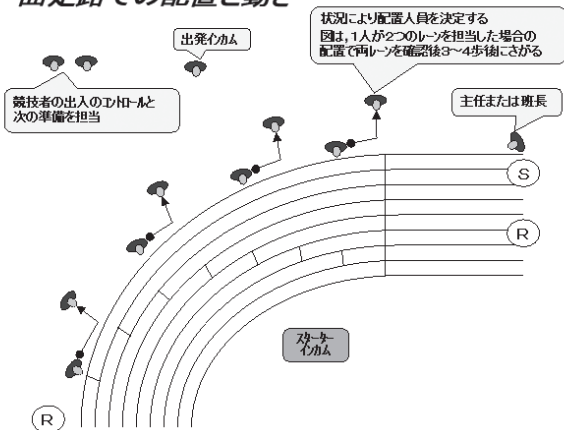 曲走路での配置と動き
出発インカム
状況により配置人員を決定する
図は，1人が2つのレーンを担当した場合の
配置で両レーンを確認後3～4歩後にさがる
競技者の出入のコントロールと
次の準備を担当
主任または班長
S
R
スターター
インカム
R